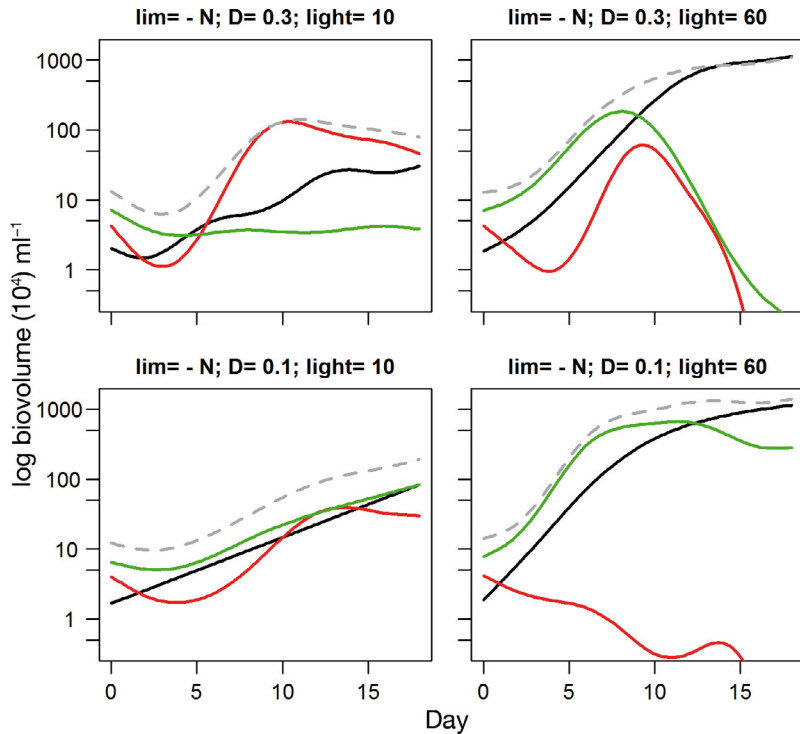 lim= - N; D= 0.3; light= 10
lim= - N; D= 0.3; light= 60
1000
100
10
1
lim= - N; D= 0.1; light= 10
lim= - N; D= 0.1; light= 60
1000
100
10
1
log biovolume (10⁴) ml⁻¹
0 5 10 15
0 5 10 15
Day